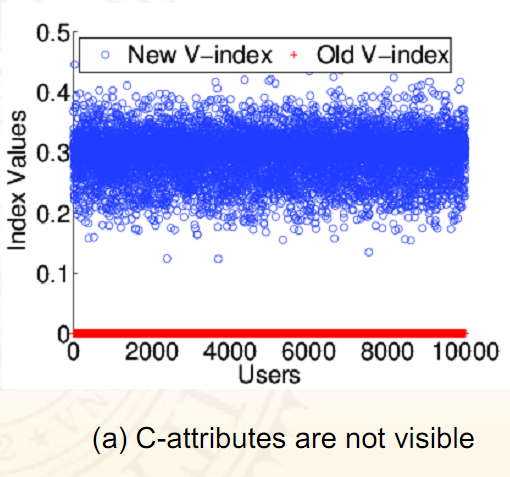 0.5
New V−index
Old V−index
0.4
0.3
0.2
0.1
0
Index Values
0
2000
4000
6000
8000
10000
Users
(a) C-attributes are not visible